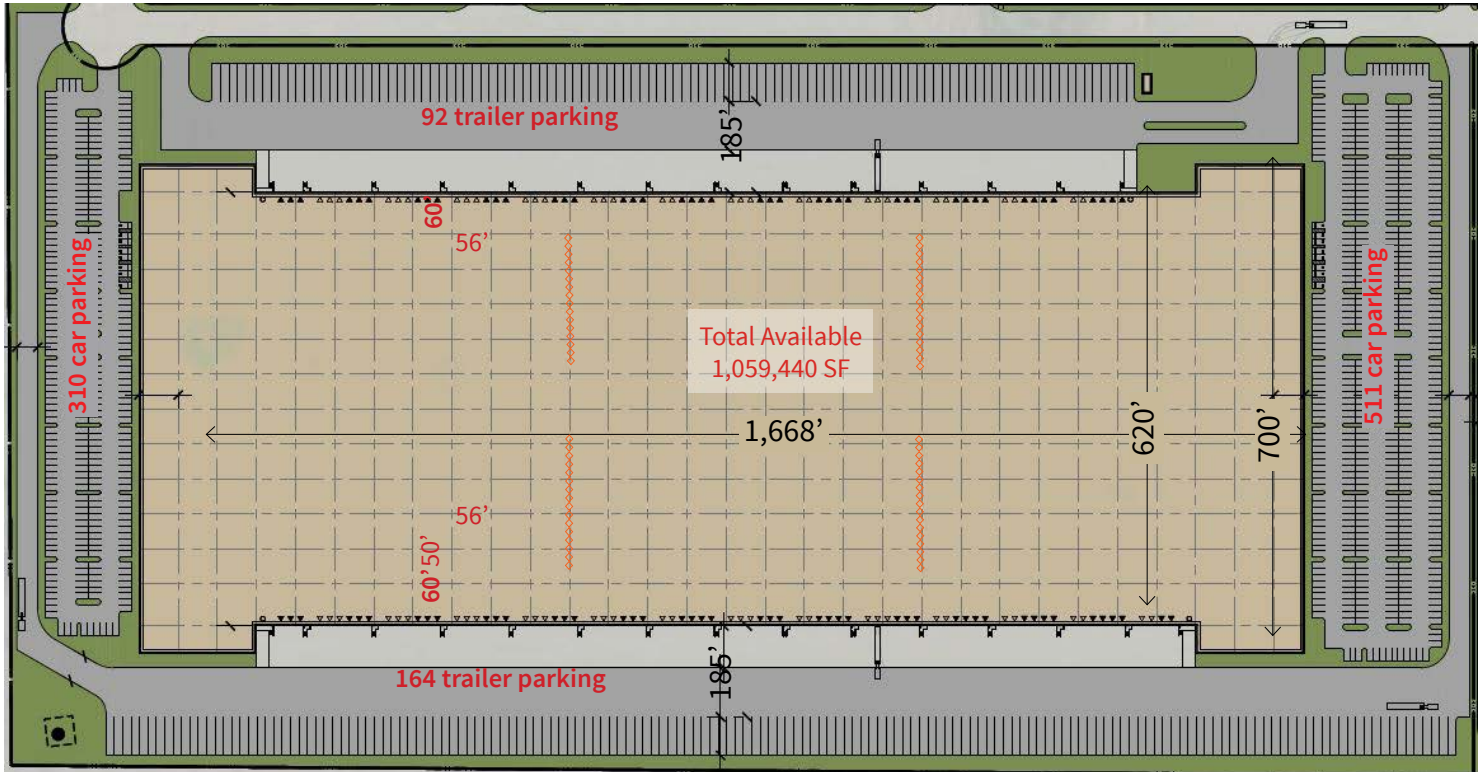 92 trailer parking
185’
60’
56’
310 car parking
Total Available
1,059,440 SF
511 car parking
1,668’
620’
700’
56’
60’50’
164 trailer parking
185’